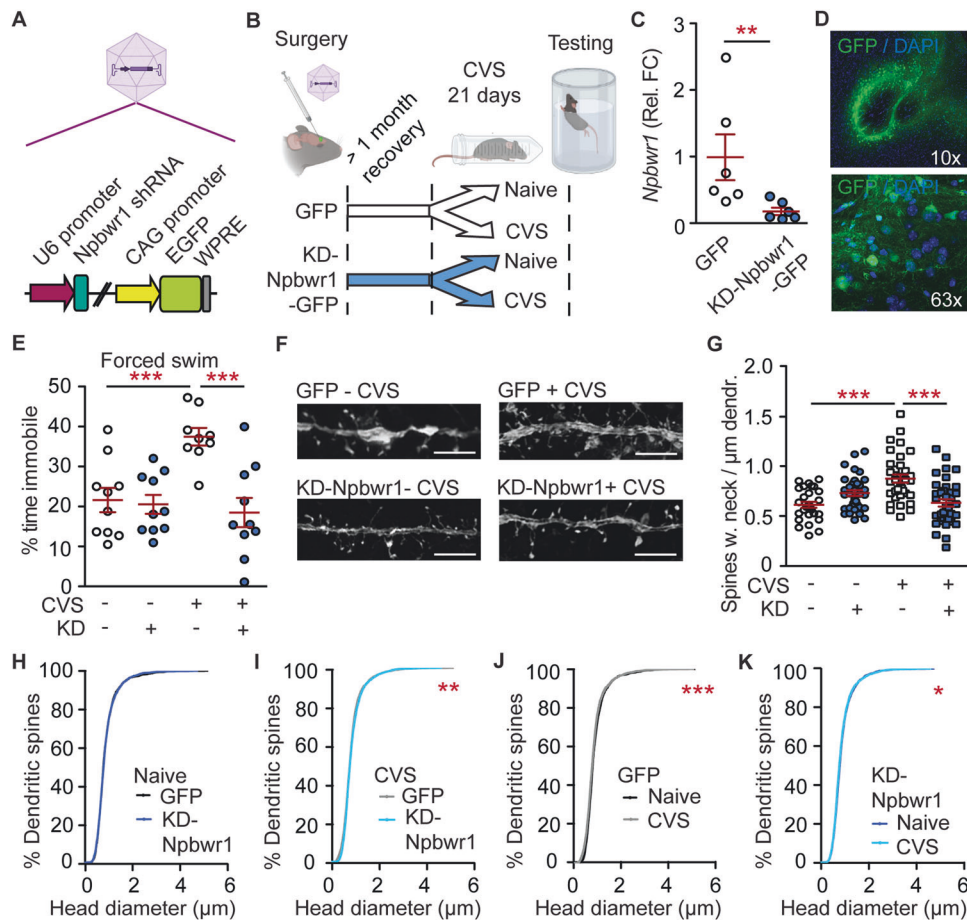 A
U6 promoter
Npbwr1 shRNA
CAG promoter
EGFP
WPRE
B
Surgery
> 1 month
recovery
CVS
21 days
Testing
GFP
Naive
CVS
KD-
Npbwr1
-GFP
Naive
CVS
C
Npbwr1 (Rel. FC)
3
2
1
0
**
GFP
KD-Npbwr1
-GFP
D
GFP / DAPI
10x
GFP / DAPI
63x
E
Forced swim
% time immobile
50
40
30
20
10
0
*** ***
CVS - - + +
KD - + - +
F
GFP - CVS
GFP + CVS
KD-Npbwr1- CVS
KD-Npbwr1+ CVS
G
Spines w. neck / µm dendr.
2.0
1.5
1.0
0.5
0
*** ***
CVS - - + +
KD - + - +
H
% Dendritic spines
100
80
60
40
20
0
Naive
GFP
KD-
Npbwr1
0 2 4 6
Head diameter (µm)
I
% Dendritic spines
100
80
60
40
20
0
**
CVS
GFP
KD-
Npbwr1
0 2 4 6
Head diameter (µm)
J
% Dendritic spines
100
80
60
40
20
0
***
GFP
Naive
CVS
0 2 4 6
Head diameter (µm)
K
% Dendritic spines
100
80
60
40
20
0
*
KD-
Npbwr1
Naive
CVS
0 2 4 6
Head diameter (µm)